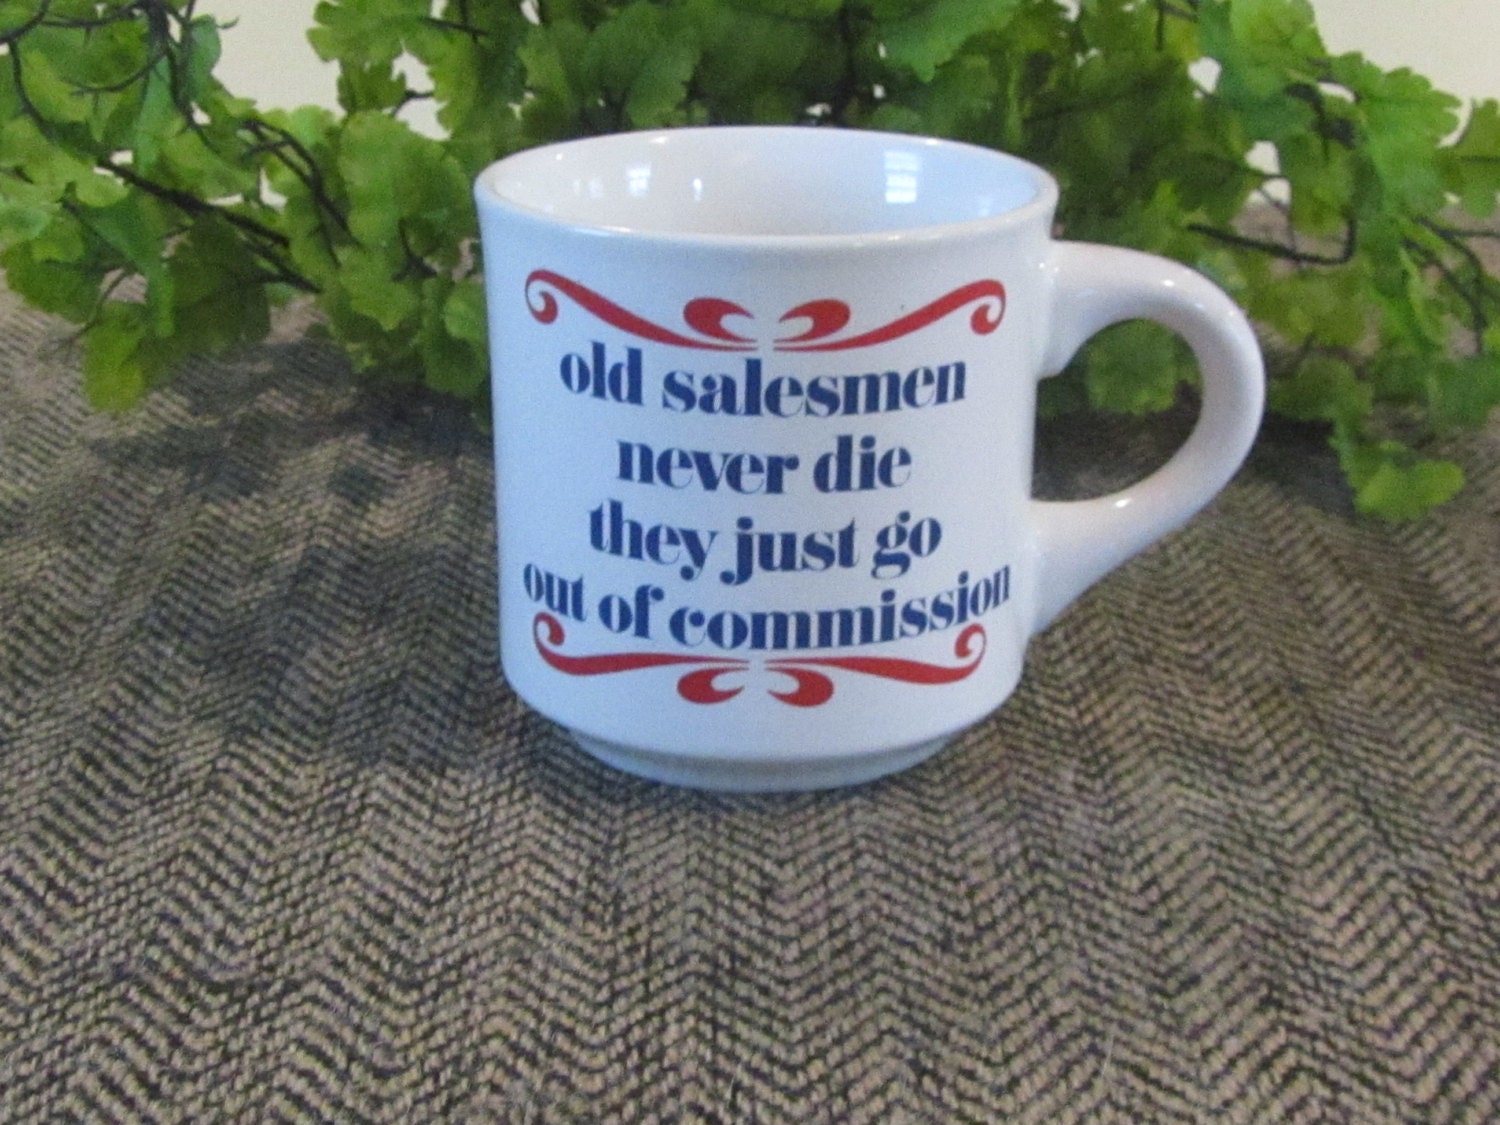 old salesmen
never die
they just go
out of commission